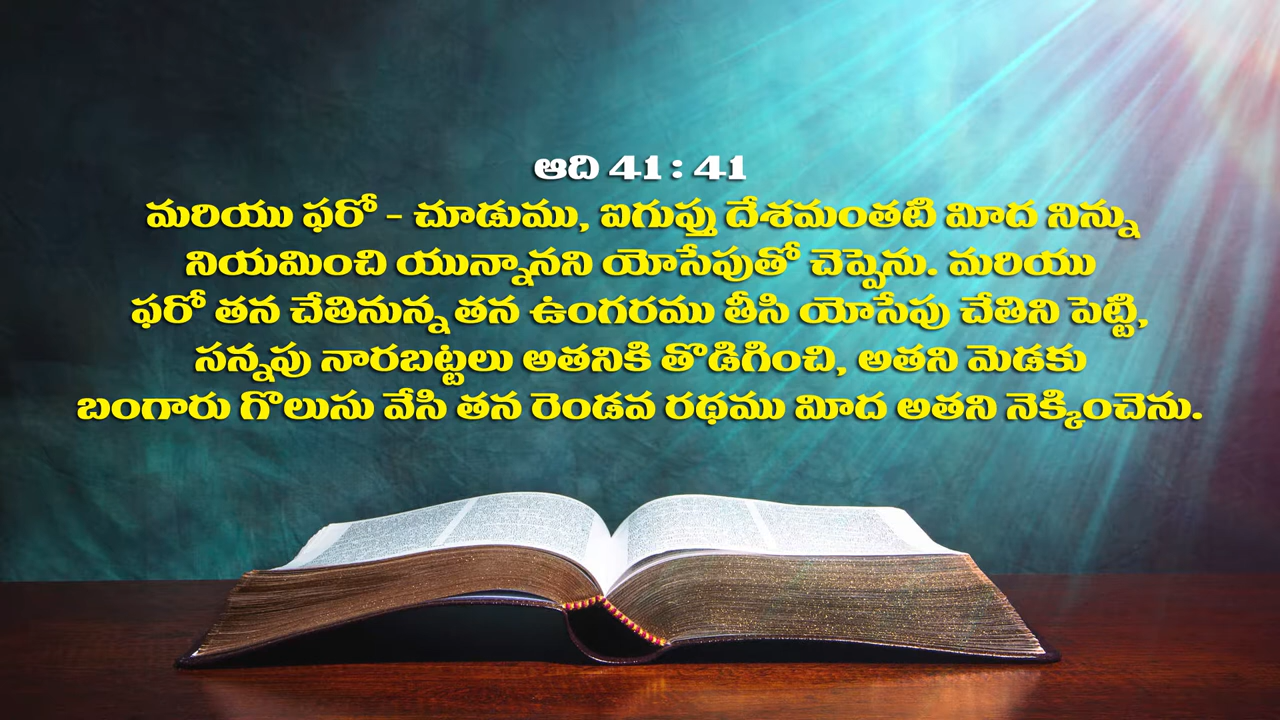 ఆది 41 : 41
మరియు ఫరో - చూడుము, ఐగుప్తు దేశమంతటి మీద నిన్ను
నియమించి యున్నానని యోసేపుతో చెప్పెను. మరియు
ఫరో తన చేతినున్న తన ఉంగరము తీసి యోసేపు చేతిని పెట్టి,
సన్నపు నారబట్టలు అతనికి తొడిగించి, అతని మెడకు
బంగారు గొలుసు వేసి తన రెండవ రథము మీద అతని నెక్కించెను.